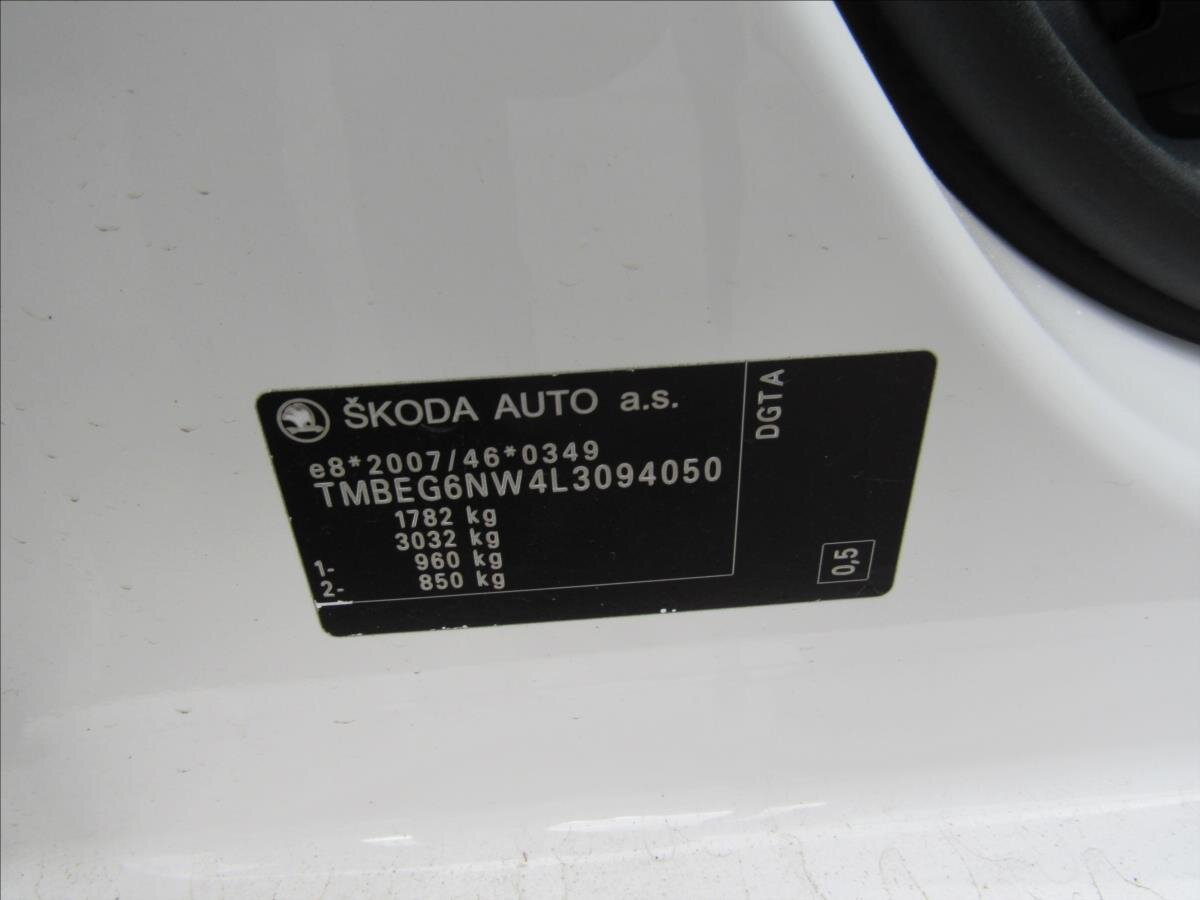 ŠKODA AUTO a.s.
e8*2007/46*0349
TMBEG6NW4L3094050
1782 kg
3032 kg
1- 960 kg
2- 850 kg
DGTA
0,5